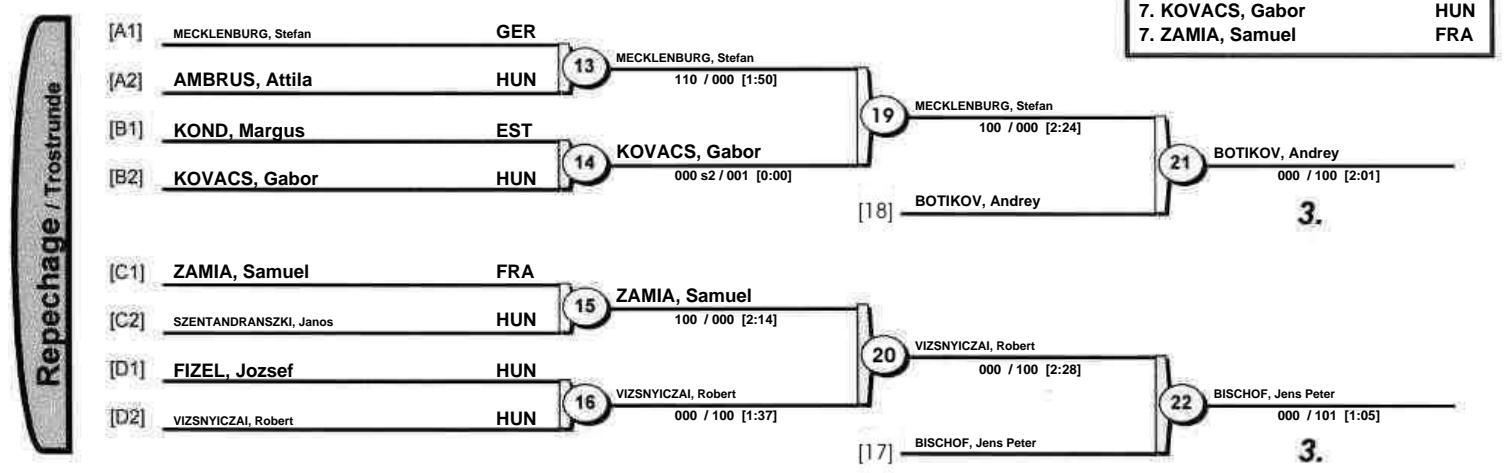 7. KOVACS, Gabor HUN
7. ZAMIA, Samuel FRA
Repechage / Trostrunde
[A1] MECKLENBURG, Stefan GER
[A2] AMBRUS, Attila HUN
13
MECKLENBURG, Stefan
110 / 000 [1:50]
[B1] KOND, Margus EST
[B2] KOVACS, Gabor HUN
14
KOVACS, Gabor
000 s2 / 001 [0:00]
19
MECKLENBURG, Stefan
100 / 000 [2:24]
[18] BOTIKOV, Andrey
21
BOTIKOV, Andrey
000 / 100 [2:01]
3.
[C1] ZAMIA, Samuel FRA
[C2] SZENTANDRANSZKI, Janos HUN
15
ZAMIA, Samuel
100 / 000 [2:14]
[D1] FIZEL, Jozsef HUN
[D2] VIZSNYICZAI, Robert HUN
16
VIZSNYICZAI, Robert
000 / 100 [1:37]
20
VIZSNYICZAI, Robert
000 / 100 [2:28]
[17] BISCHOF, Jens Peter
22
BISCHOF, Jens Peter
000 / 101 [1:05]
3.